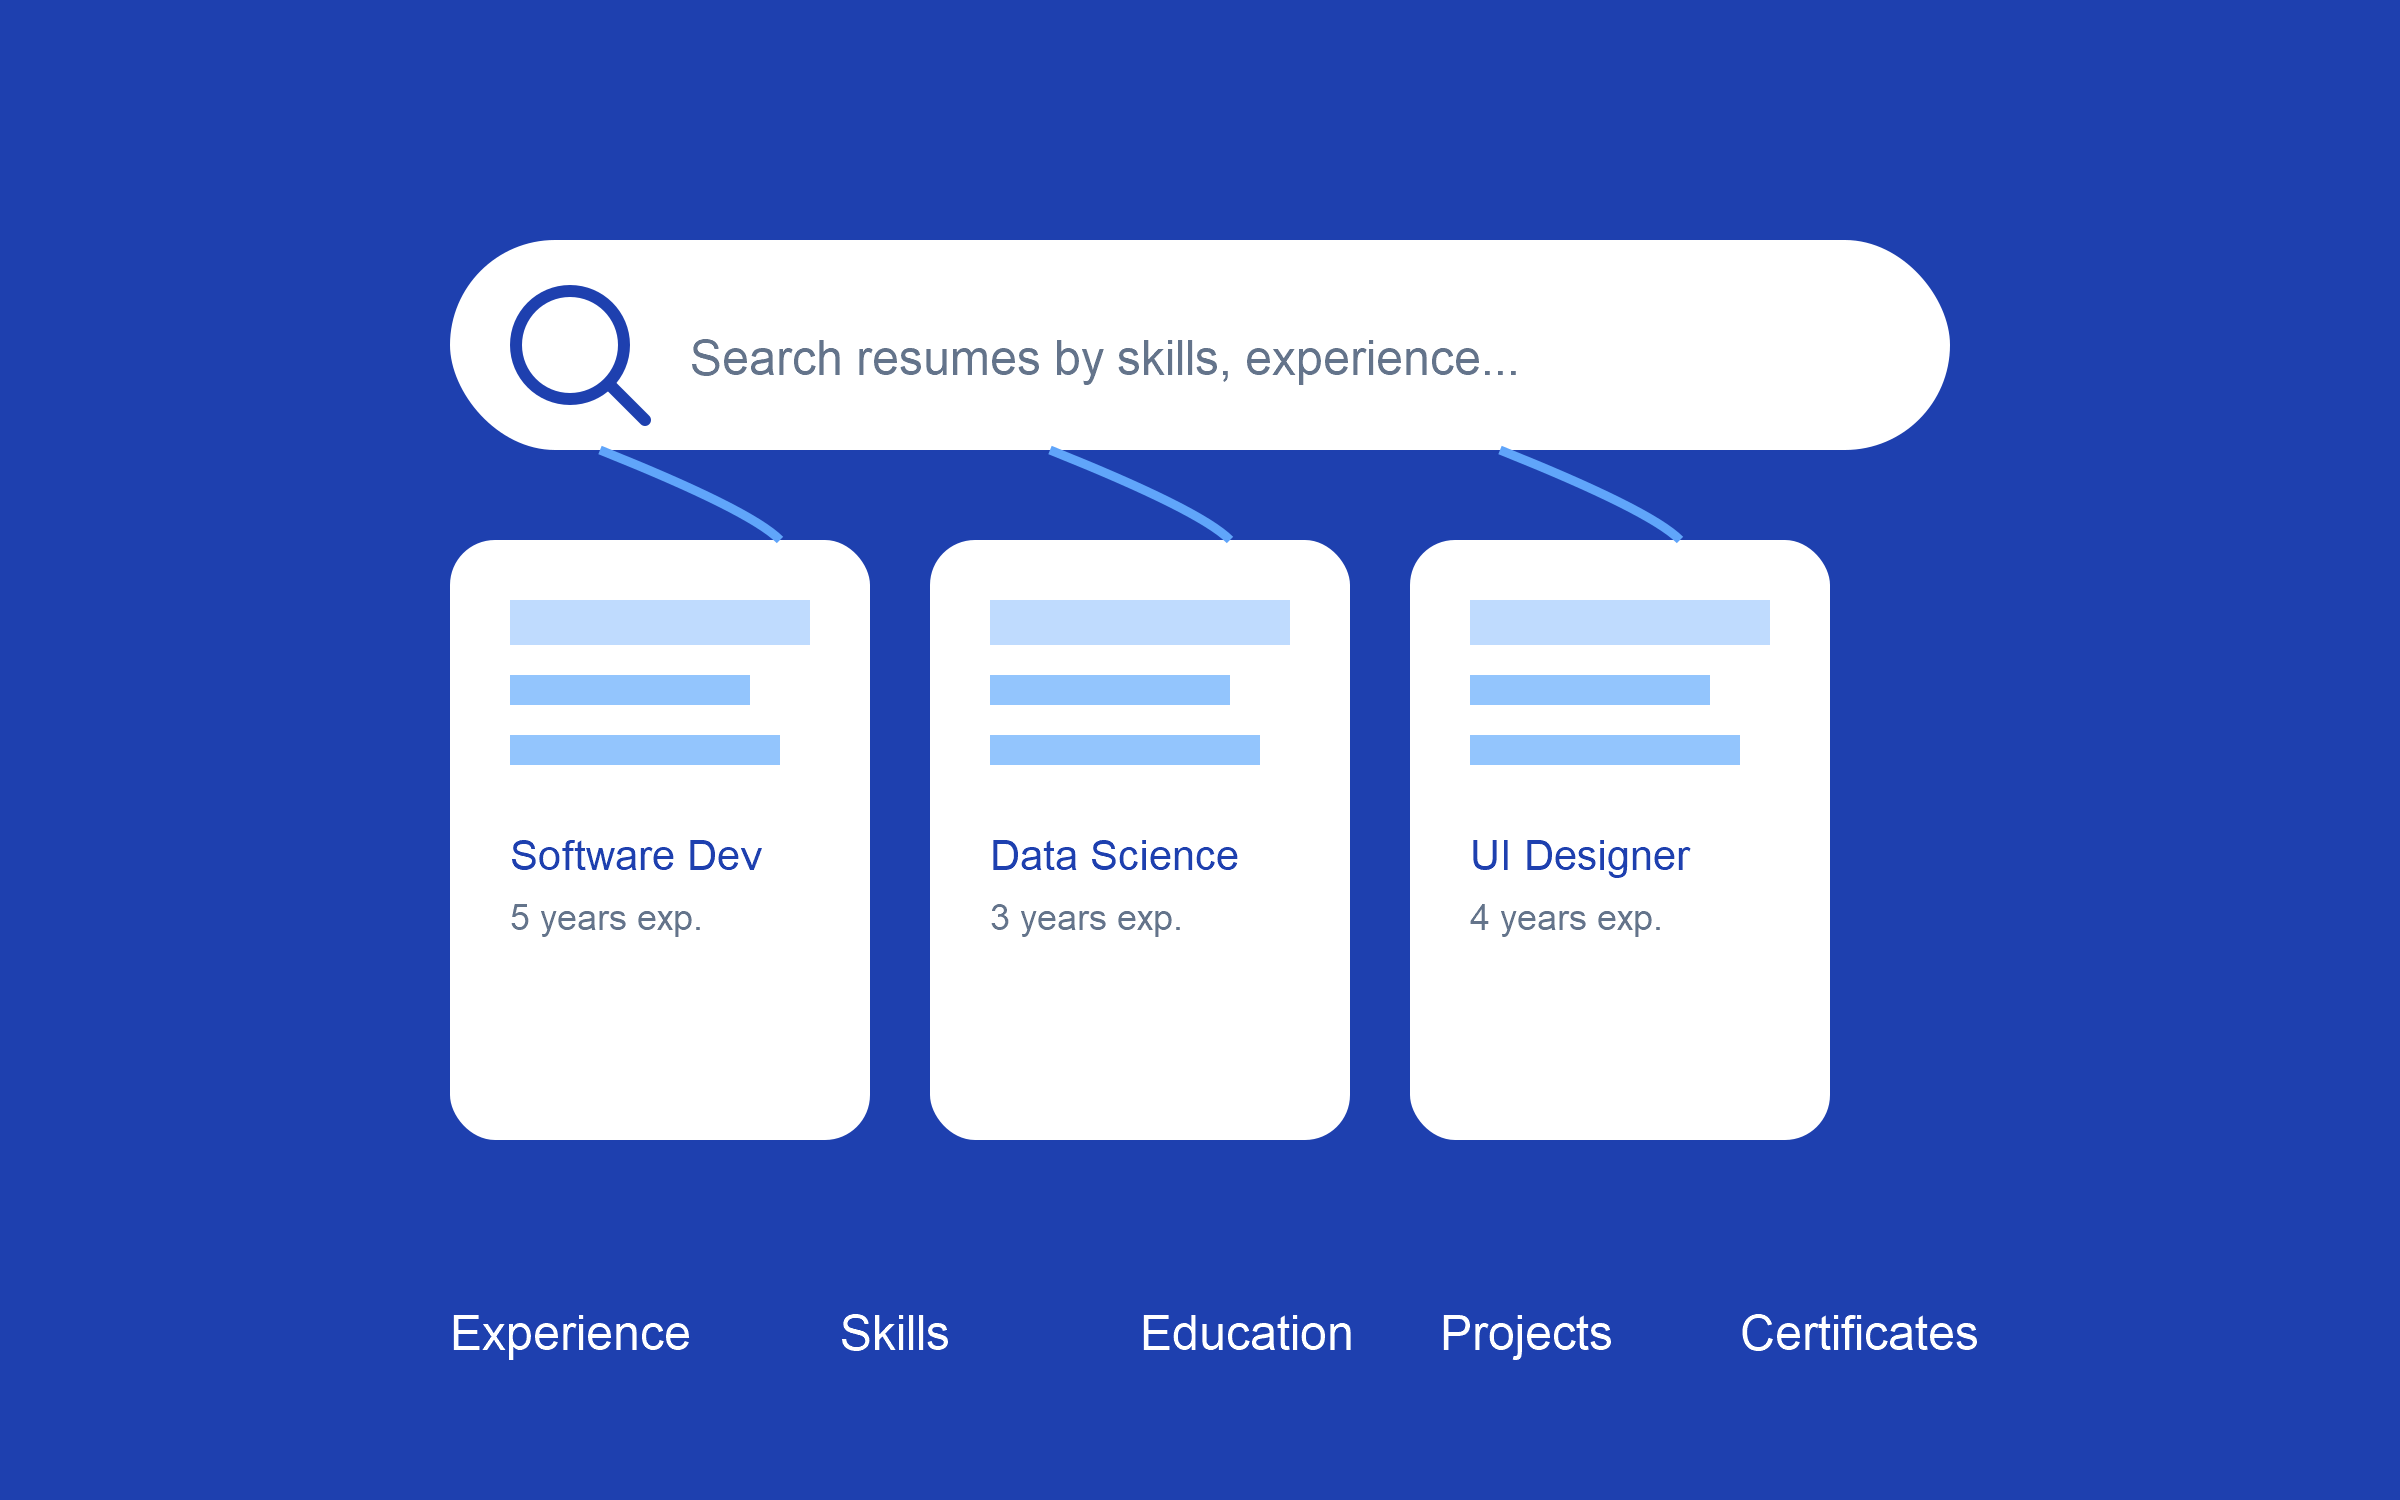 Search resumes by skills, experience...
Software Dev
5 years exp.
Data Science
3 years exp.
UI Designer
4 years exp.
Experience
Skills
Education
Projects
Certificates